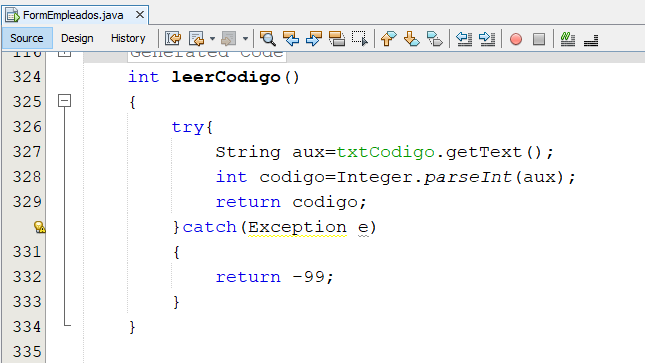 FormEmpleados.java
Source Design History
116 Generated Code
324 int leerCodigo()
325 {
326 try{
327 String aux=txtCodigo.getText();
328 int codigo=Integer.parseInt(aux);
329 return codigo;
}catch(Exception e)
331 {
332 return -99;
333 }
334 }
335